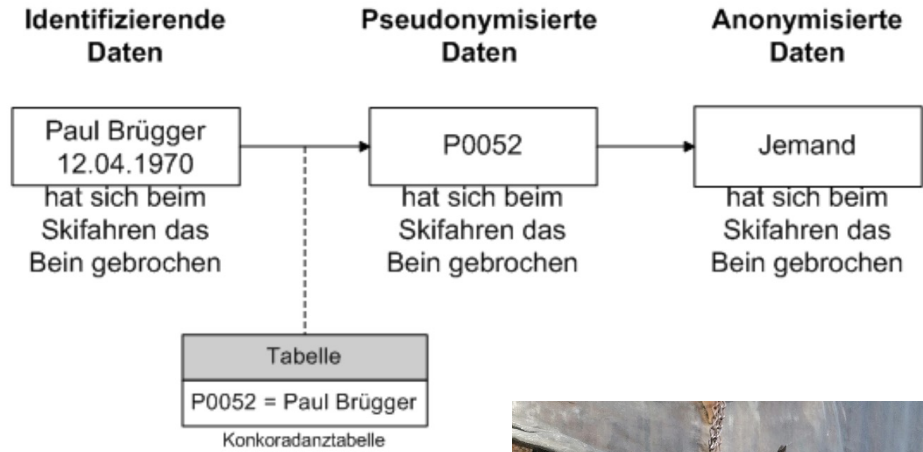 Identifizierende
Daten
Pseudonymisierte
Daten
Anonymisierte
Daten
Paul Brügger
12.04.1970
hat sich beim
Skifahren das
Bein gebrochen
P0052
hat sich beim
Skifahren das
Bein gebrochen
Jemand
hat sich beim
Skifahren das
Bein gebrochen
Tabelle
P0052 = Paul Brügger
Konkoradanztabelle